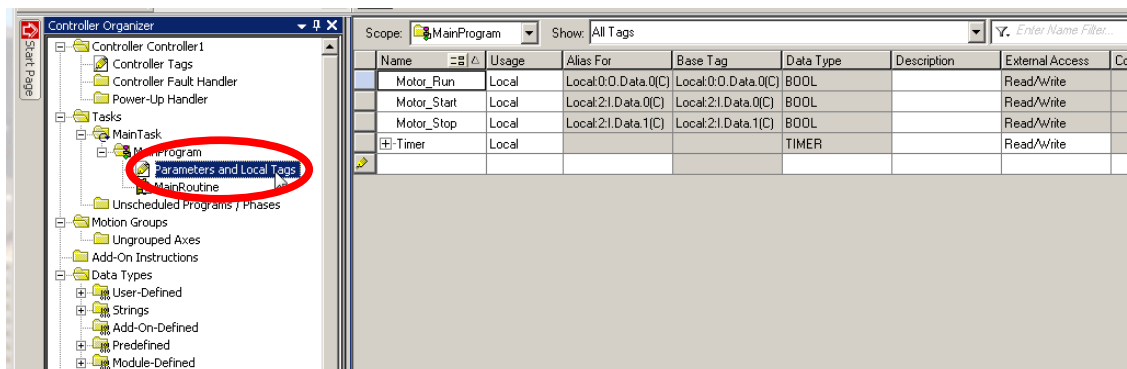 Start Page
Controller Organizer
Controller Controller1
Controller Tags
Controller Fault Handler
Power-Up Handler
Tasks
MainTask
MainProgram
Parameters and Local Tags
MainRoutine
Unscheduled Programs / Phases
Motion Groups
Ungrouped Axes
Add-On Instructions
Data Types
User-Defined
Strings
Add-On-Defined
Predefined
Module-Defined
Scope: MainProgram Show: All Tags Enter Name Filter...
Name Usage Alias For Base Tag Data Type Description External Access Co
Motor_Run Local Local:0:O.Data.0(C) Local:0:O.Data.0(C) BOOL Read/Write
Motor_Start Local Local:2:I.Data.0(C) Local:2:I.Data.0(C) BOOL Read/Write
Motor_Stop Local Local:2:I.Data.1(C) Local:2:I.Data.1(C) BOOL Read/Write
Timer Local TIMER Read/Write